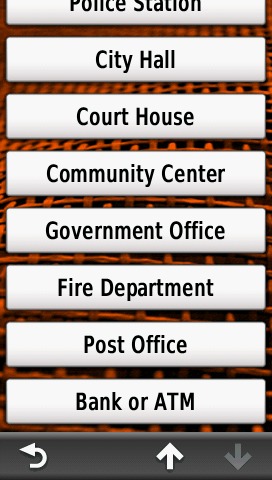 Police Station
City Hall
Court House
Community Center
Government Office
Fire Department
Post Office
Bank or ATM